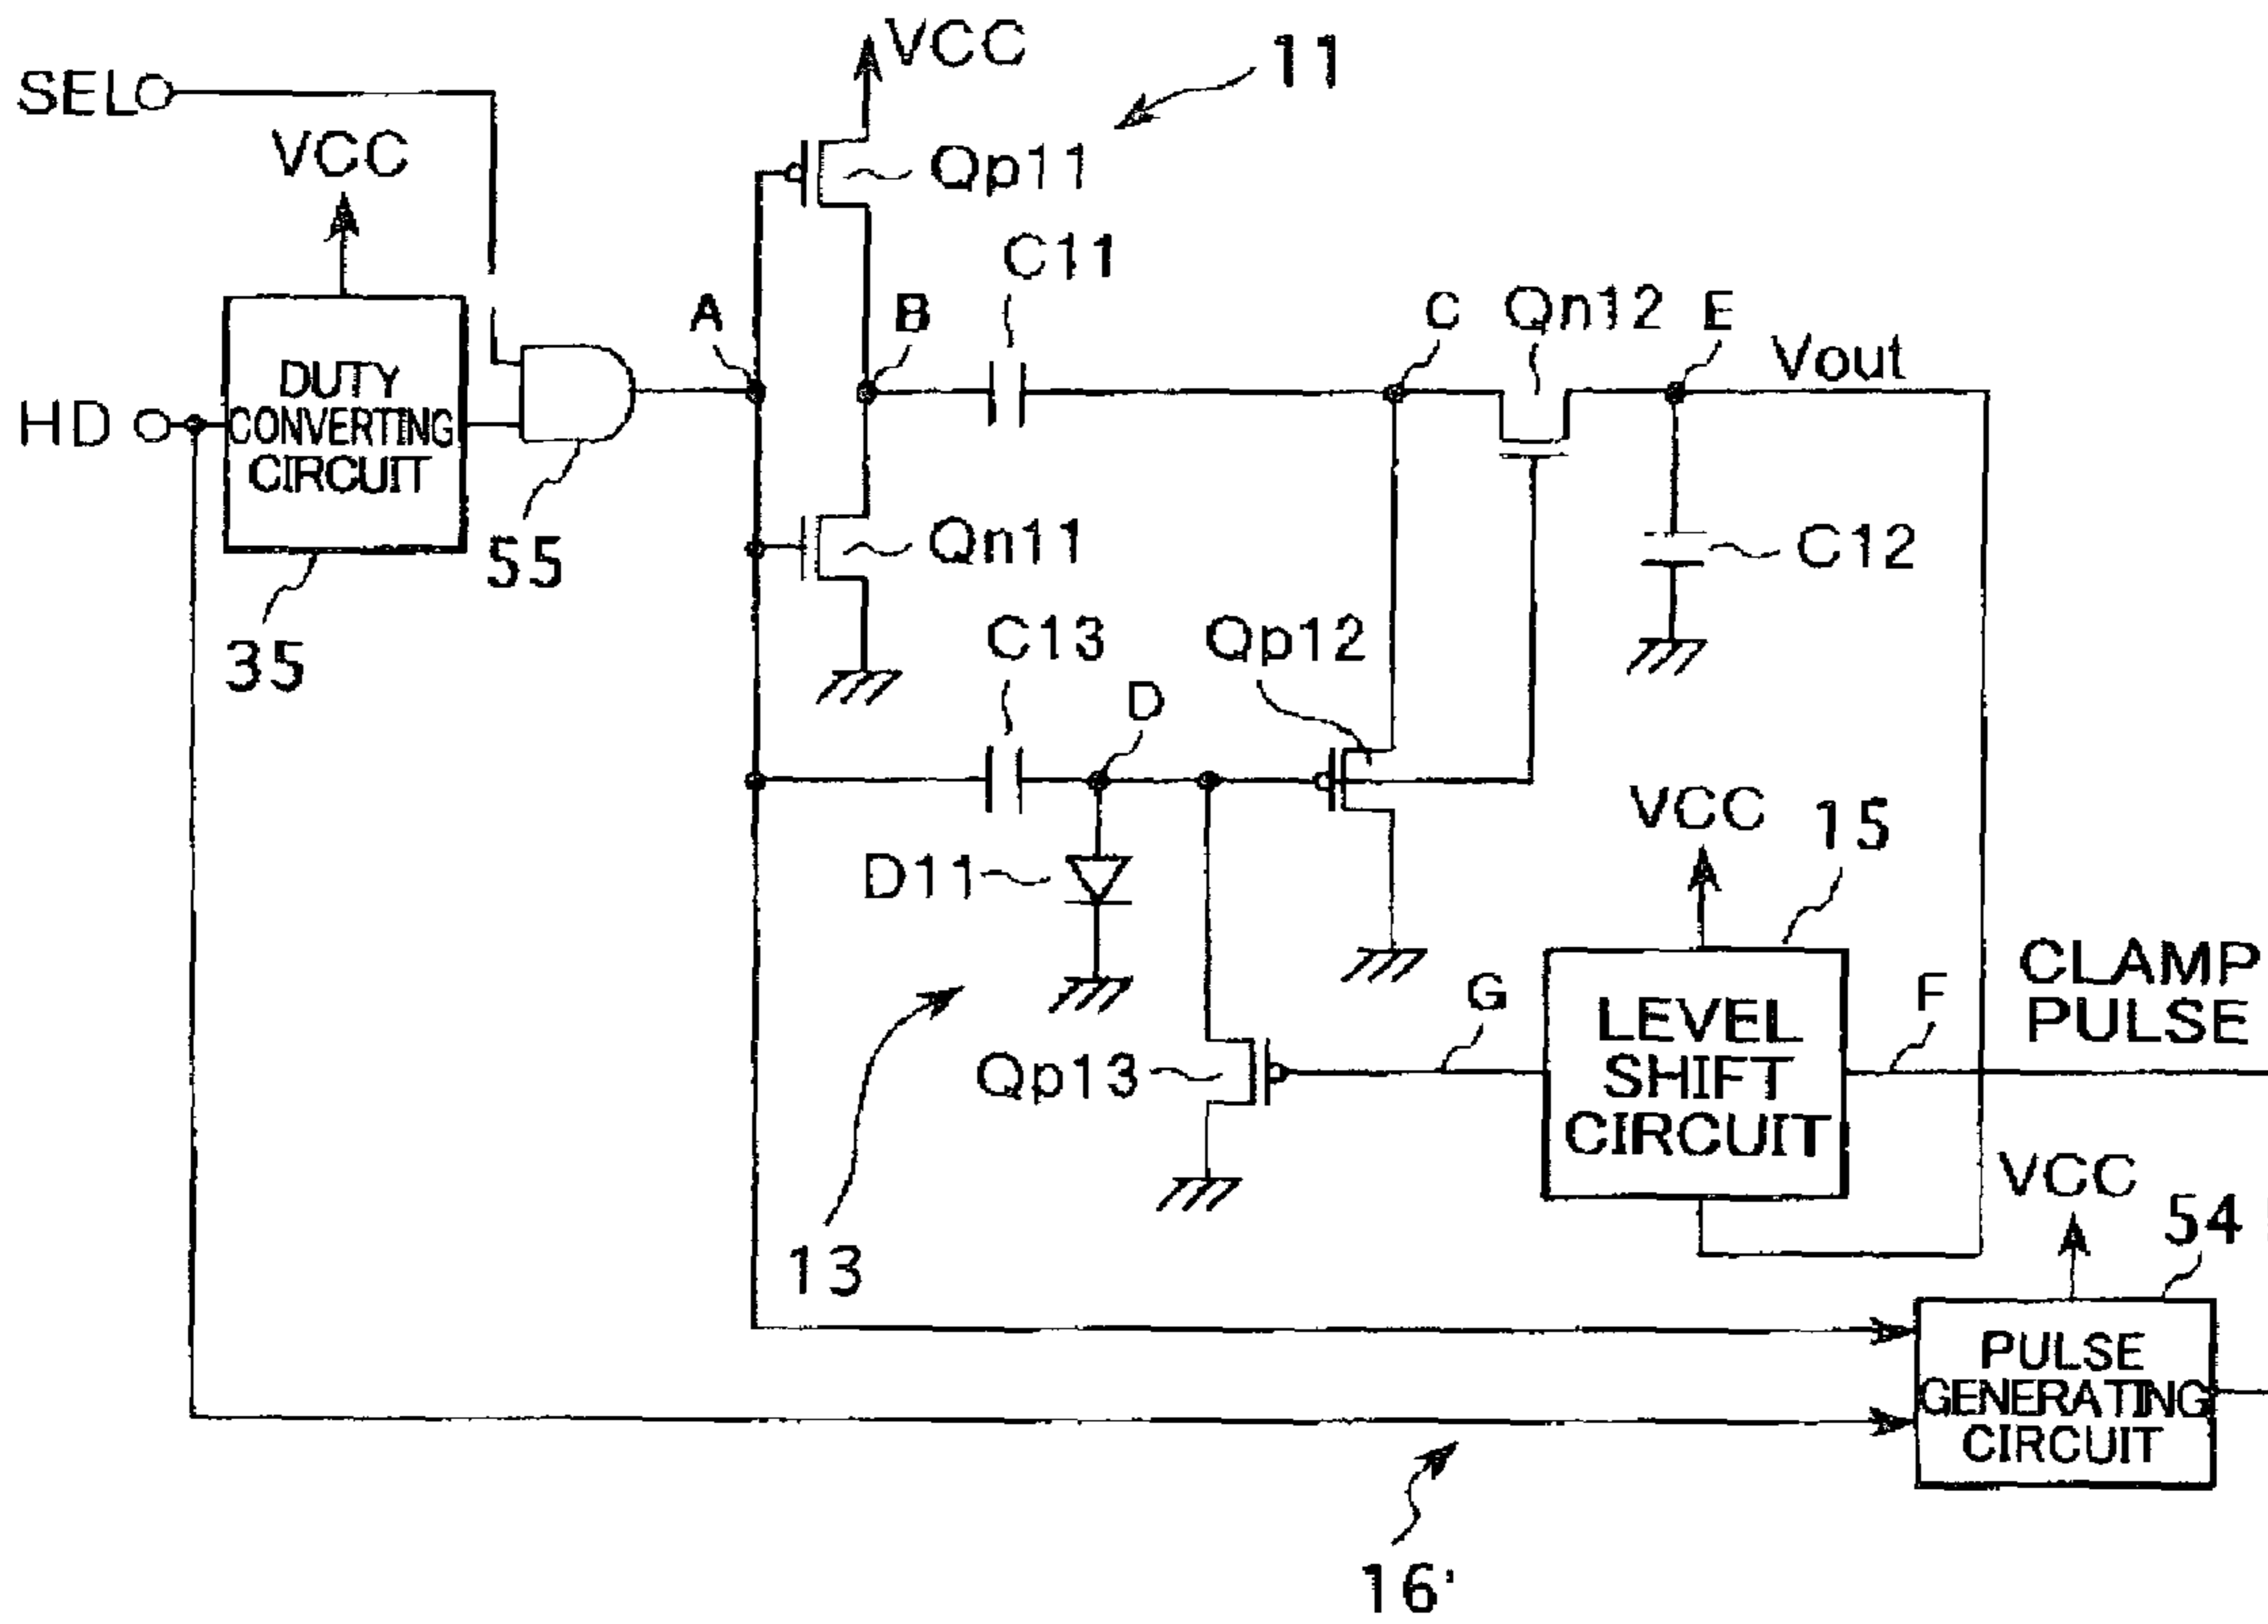 VCC
11
SEL
VCC
Qp11
C11
A
B
C
Qn12
E
Vout
DUTY
CONVERTING
CIRCUIT
HD
55
Qn11
C12
35
C13
Qp12
D
VCC
15
D11
CLAMP
PULSE
G
F
LEVEL
SHIFT
CIRCUIT
Qp13
VCC
54
13
PULSE
GENERATING
CIRCUIT
16'